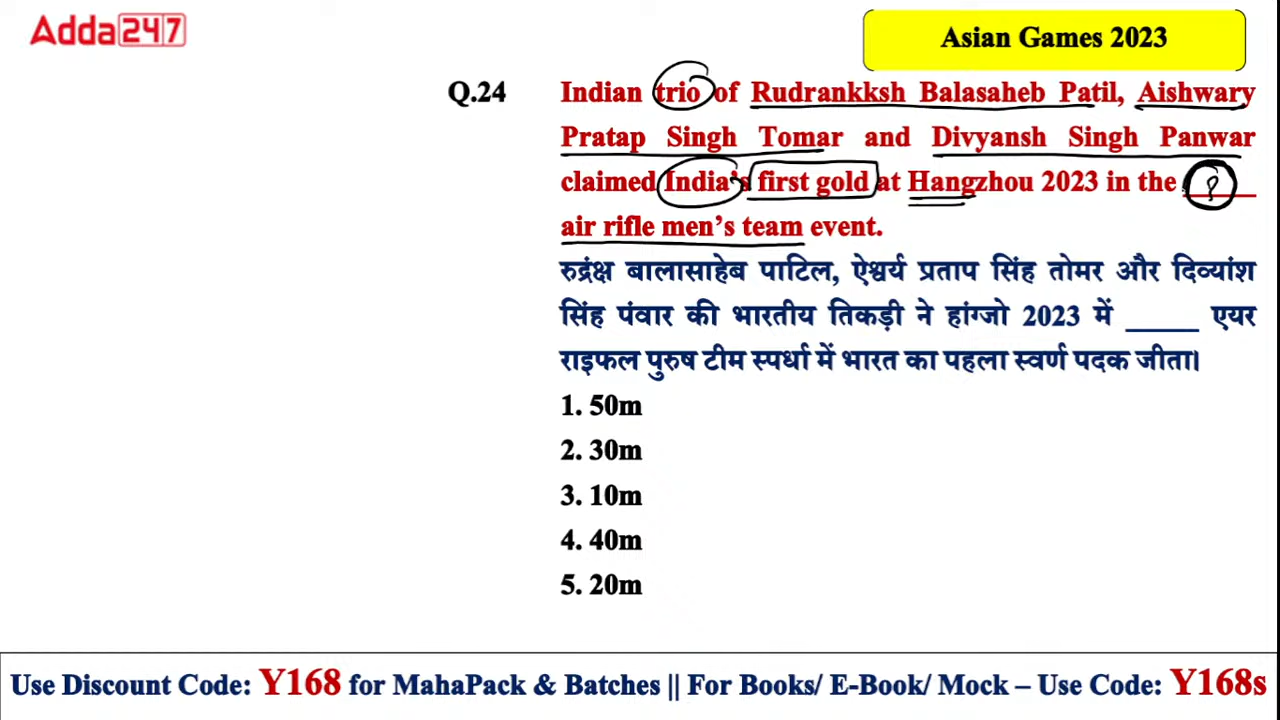 Adda247
Asian Games 2023
Q.24 Indian trio of Rudrankksh Balasaheb Patil, Aishwary
Pratap Singh Tomar and Divyansh Singh Panwar
claimed India's first gold at Hangzhou 2023 in the ? _____
air rifle men's team event.
रुद्रंक्ष बालासाहेब पाटिल, ऐश्वर्य प्रताप सिंह तोमर और दिव्यांश
सिंह पंवार की भारतीय तिकड़ी ने हांग्जो 2023 में _____ एयर
राइफल पुरुष टीम स्पर्धा में भारत का पहला स्वर्ण पदक जीता।
1. 50m
2. 30m
3. 10m
4. 40m
5. 20m
Use Discount Code: Y168 for MahaPack & Batches || For Books/ E-Book/ Mock – Use Code: Y168s